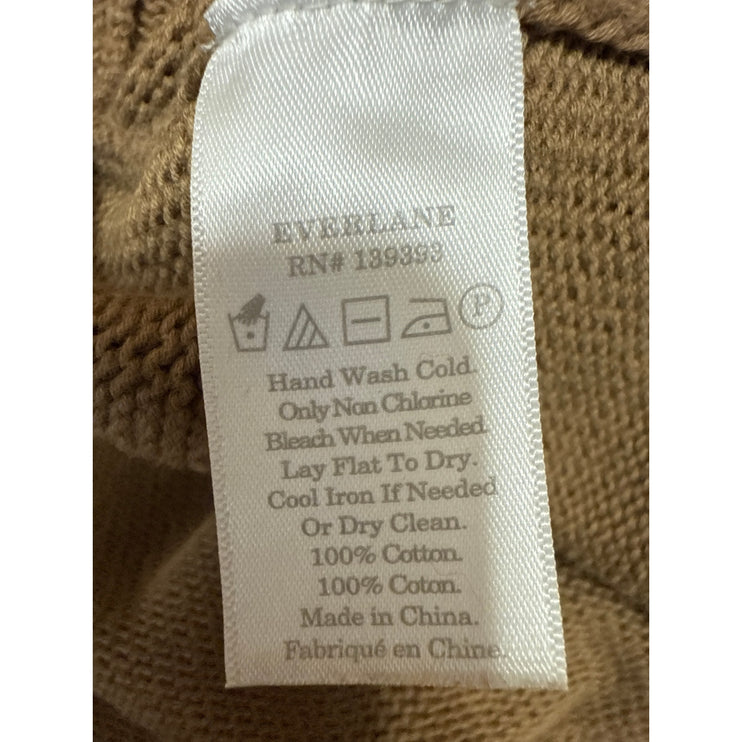 EVERLANE
RN# 139393
P
Hand Wash Cold.
Only Non Chlorine
Bleach When Needed.
Lay Flat To Dry.
Cool Iron If Needed
Or Dry Clean.
100% Cotton.
100% Coton.
Made in China.
Fabriqué en Chine.